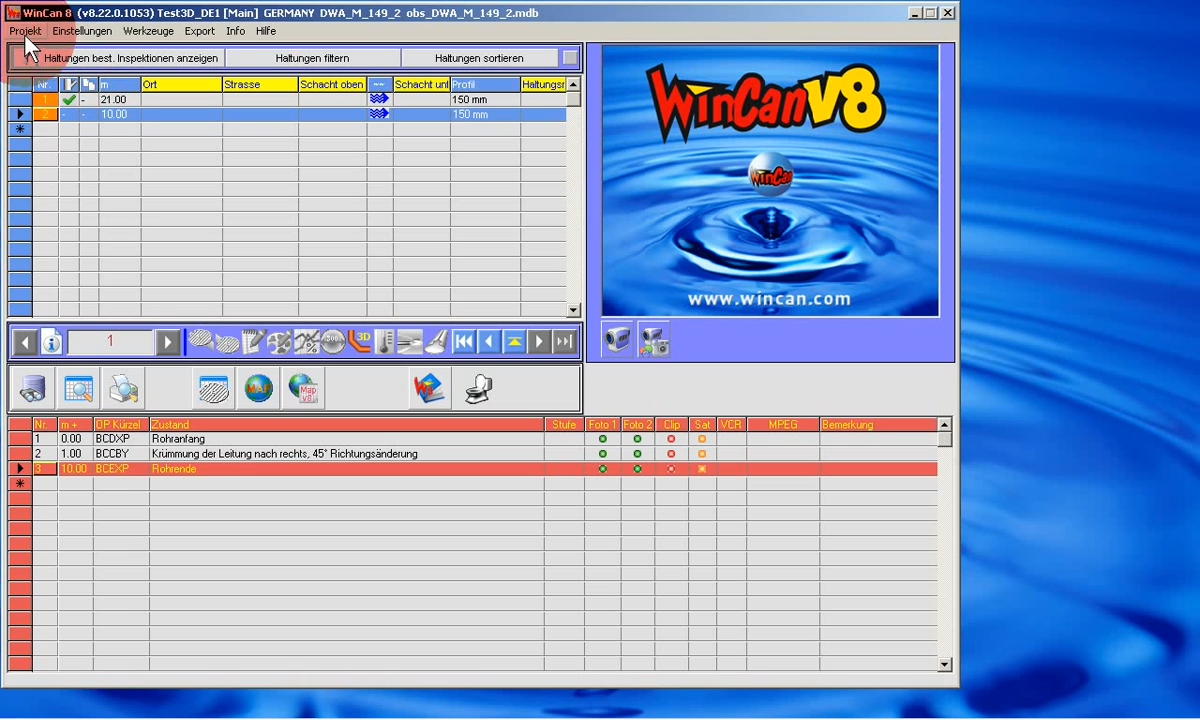 WinCan 8 (v8.22.0.1053) Test3D_DE1 [Main] GERMANY DWA_M_149_2 obs_DWA_M_149_2.mdb
Projekt Einstellungen Werkzeuge Export Info Hilfe
Haltungen best. Inspektionen anzeigen Haltungen filtern Haltungen sortieren
Nr. m Ort Strasse Schacht oben ~~ Schacht unt Profil Haltungsr
1 - 21.00 150 mm
2 - - 10.00 150 mm
WinCanV8
WinCan
www.wincan.com
1 3D
MAP Map V8
Nr. m + OP Kürzel Zustand Stufe Foto 1 Foto 2 Clip Sat VCR MPEG Bemerkung
1 0.00 BCDXP Rohranfang
2 1.00 BCCBY Krümmung der Leitung nach rechts, 45° Richtungsänderung
3 10.00 BCEXP Rohrende